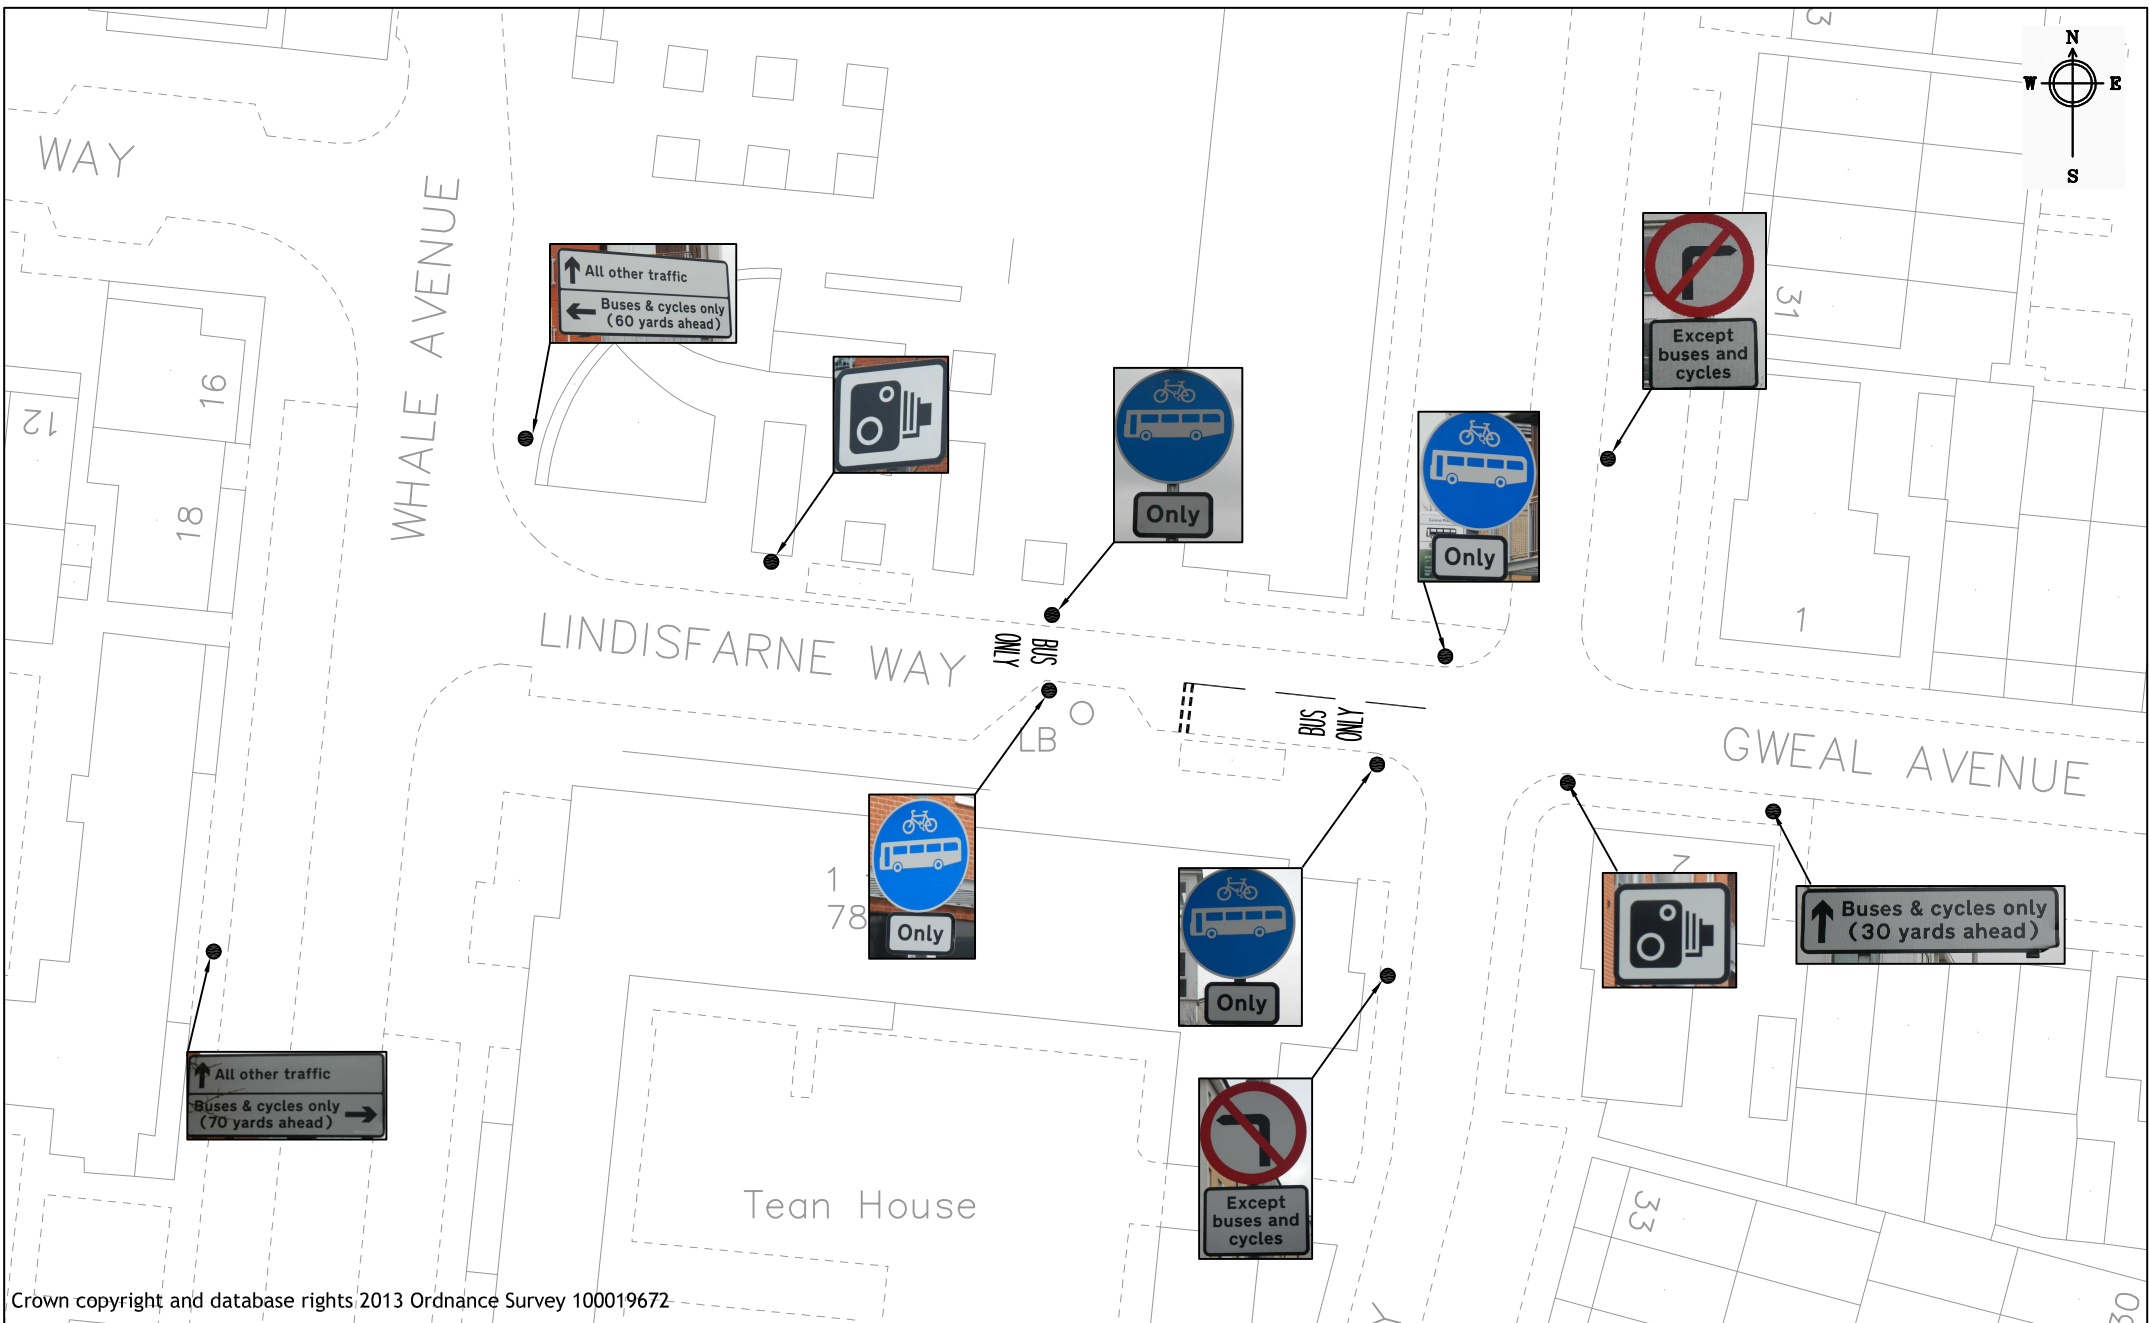 N
W E
S
WAY
WHALE AVENUE
All other traffic
Buses & cycles only
(60 yards ahead)
Except
buses and
cycles
31
16
12
18
Only
Only
1
LINDISFARNE WAY
BUS
ONLY
BUS
ONLY
LB
GWEAL AVENUE
1
78
Only
Only
7
Buses & cycles only
(30 yards ahead)
All other traffic
Buses & cycles only
(70 yards ahead)
Except
buses and
cycles
Tean House
33
Crown copyright and database rights 2013 Ordnance Survey 100019672